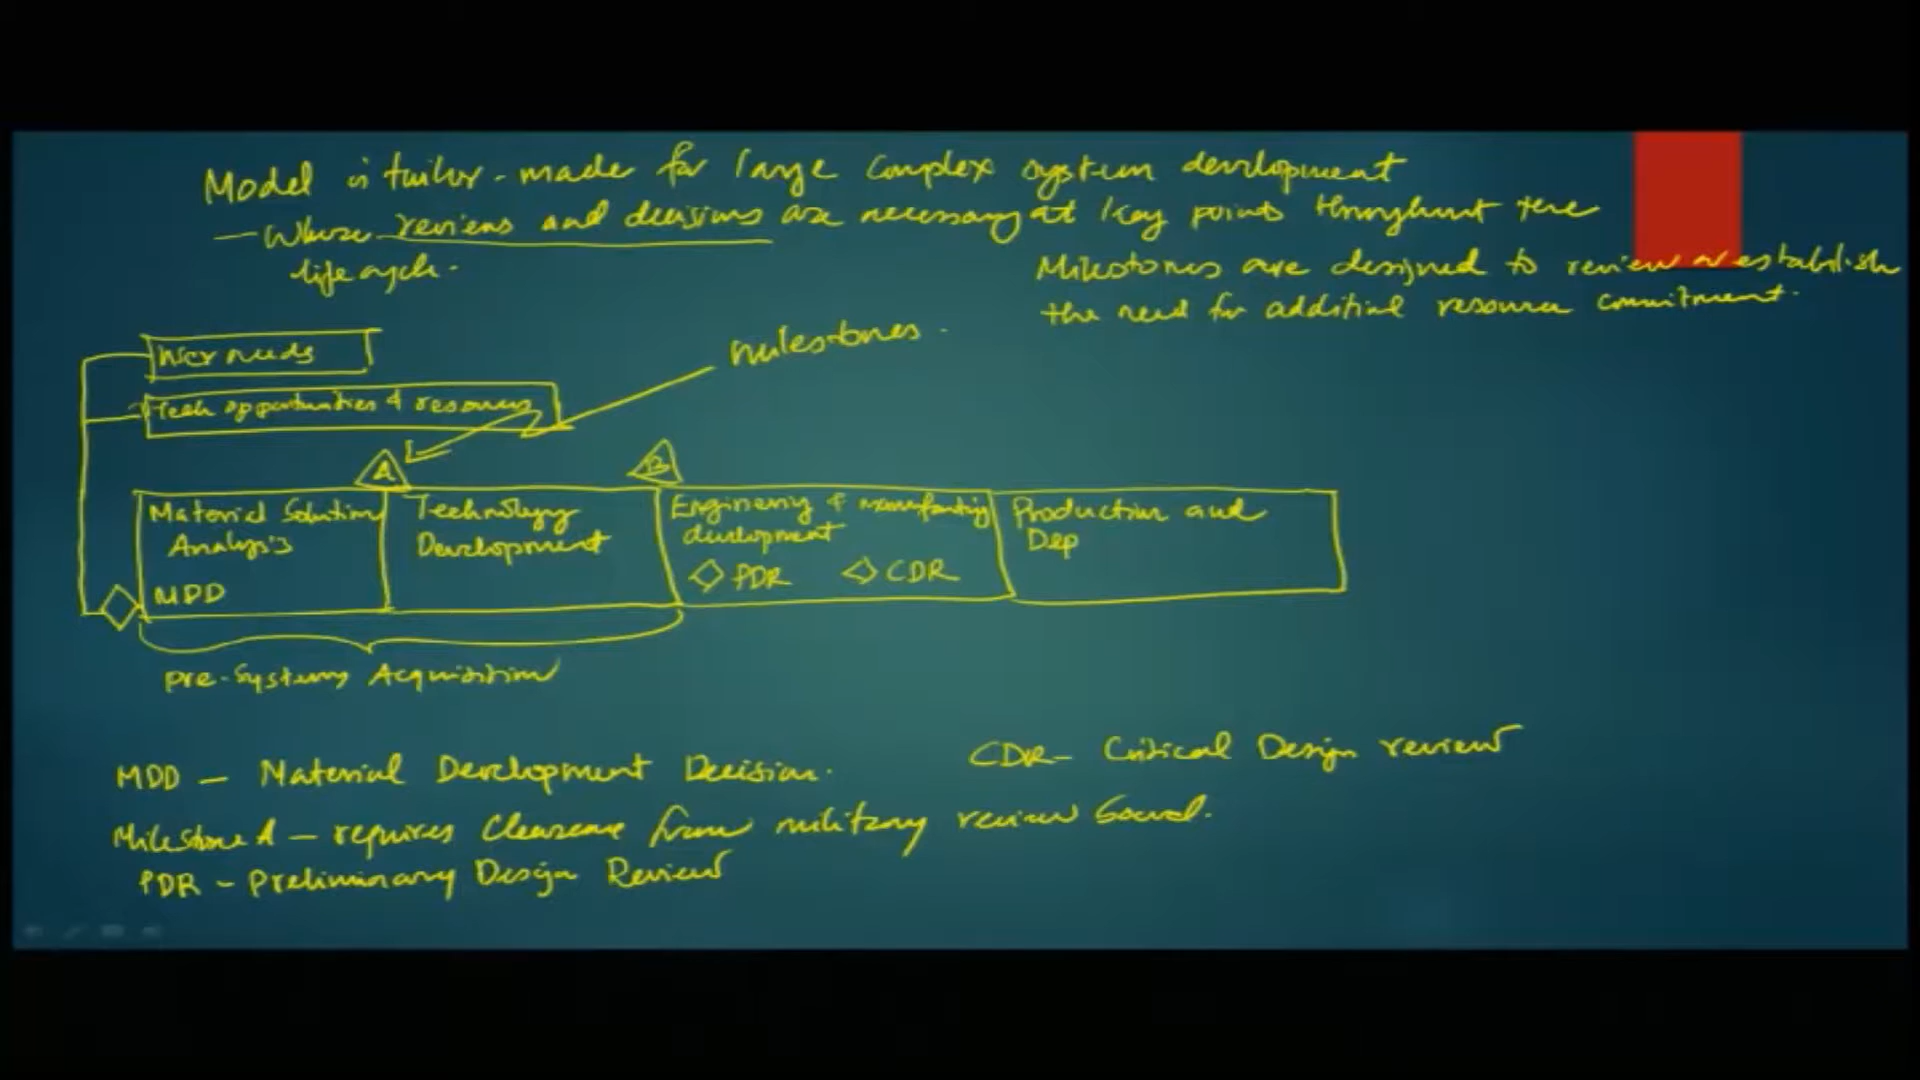 Model is tailor-made for large complex system development
— Whose reviews and decisions are necessary at key points throughout the
life cycle.
Milestones are designed to review or establish
the need for additional resource commitment.
milestones.
User needs
Tech opportunities & resources
A
B
Material Solution
Analysis
MDD
Technology
Development
Engineering & manufacturing
development
PDR
CDR
Production and
Dep
Pre-Systems Acquisition
MDD — Material Development Decision.
CDR — Critical Design review
Milestone A — requires Clearance from military review board.
PDR — Preliminary Design Review